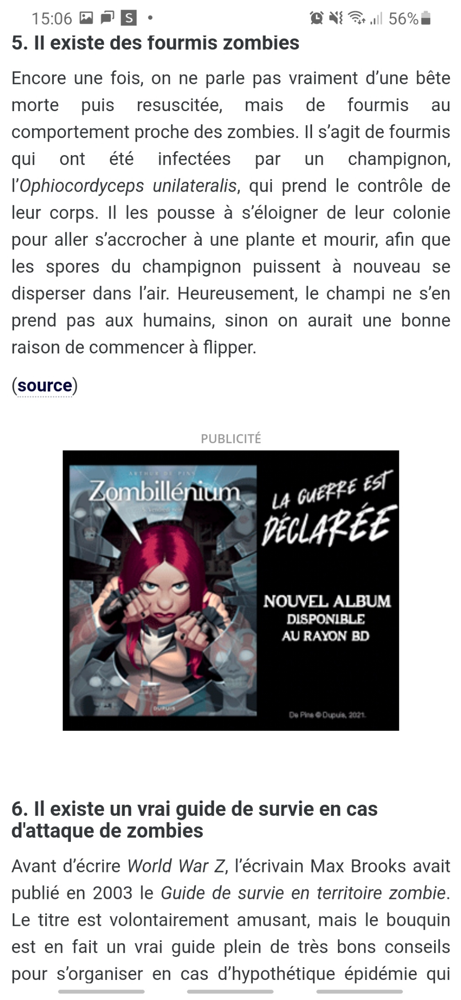 15:06 S • 56%
5. Il existe des fourmis zombies
Encore une fois, on ne parle pas vraiment d’une bête
morte puis resuscitée, mais de fourmis au
comportement proche des zombies. Il s’agit de fourmis
qui ont été infectées par un champignon,
l’Ophiocordyceps unilateralis, qui prend le contrôle de
leur corps. Il les pousse à s’éloigner de leur colonie
pour aller s’accrocher à une plante et mourir, afin que
les spores du champignon puissent à nouveau se
disperser dans l’air. Heureusement, le champi ne s’en
prend pas aux humains, sinon on aurait une bonne
raison de commencer à flipper.
(source)
PUBLICITÉ
ARTHUR DE PINS
Zombillénium
DUPUIS
LA GUERRE EST
DÉCLARÉE
NOUVEL ALBUM
DISPONIBLE
AU RAYON BD
De Pins © Dupuis, 2021.
6. Il existe un vrai guide de survie en cas
d'attaque de zombies
Avant d’écrire World War Z, l’écrivain Max Brooks avait
publié en 2003 le Guide de survie en territoire zombie.
Le titre est volontairement amusant, mais le bouquin
est en fait un vrai guide plein de très bons conseils
pour s’organiser en cas d’hypothétique épidémie qui